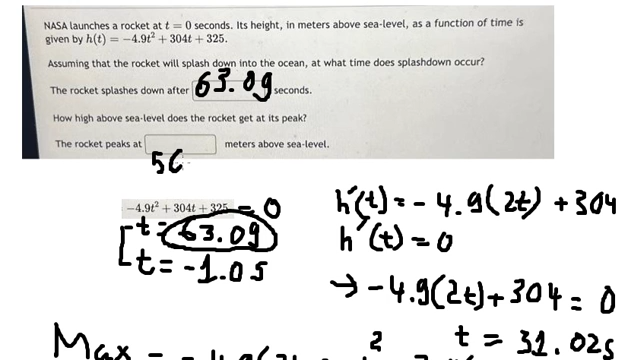 NASA launches a rocket at t = 0 seconds. Its height, in meters above sea-level, as a function of time is
given by h(t) = −4.9t² + 304t + 325.
Assuming that the rocket will splash down into the ocean, at what time does splashdown occur?
The rocket splashes down after 63.09 seconds.
How high above sea-level does the rocket get at its peak?
The rocket peaks at meters above sea-level.
50
−4.9t² + 304t + 325 = 0
t = 63.09
t = -1.05
h'(t) = - 4.9(2t) + 304
h'(t) = 0
→ -4.9(2t) + 304 = 0
t = 31.02s
Max = -4.9(31